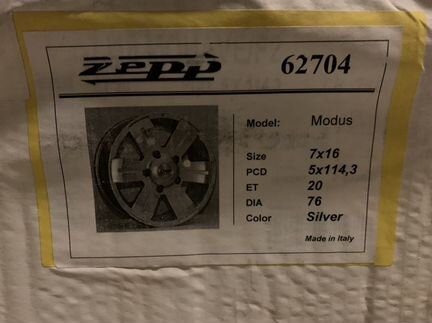 zepp
62704
Model: Modus
Size 7x16
PCD 5x114,3
ET 20
DIA 76
Color Silver
Made in Italy